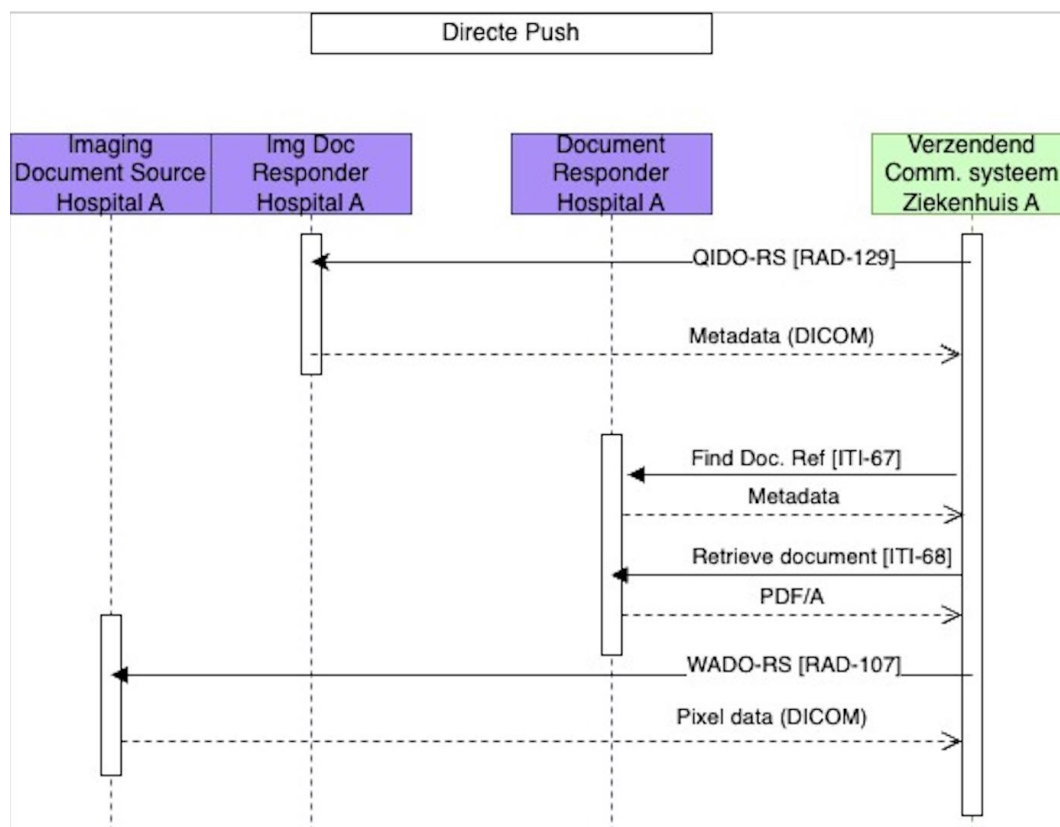 Directe Push
Imaging
Document Source
Hospital A
Img Doc
Responder
Hospital A
Document
Responder
Hospital A
Verzendend
Comm. systeem
Ziekenhuis A
QIDO-RS [RAD-129]
Metadata (DICOM)
Find Doc. Ref [ITI-67]
Metadata
Retrieve document [ITI-68]
PDF/A
WADO-RS [RAD-107]
Pixel data (DICOM)